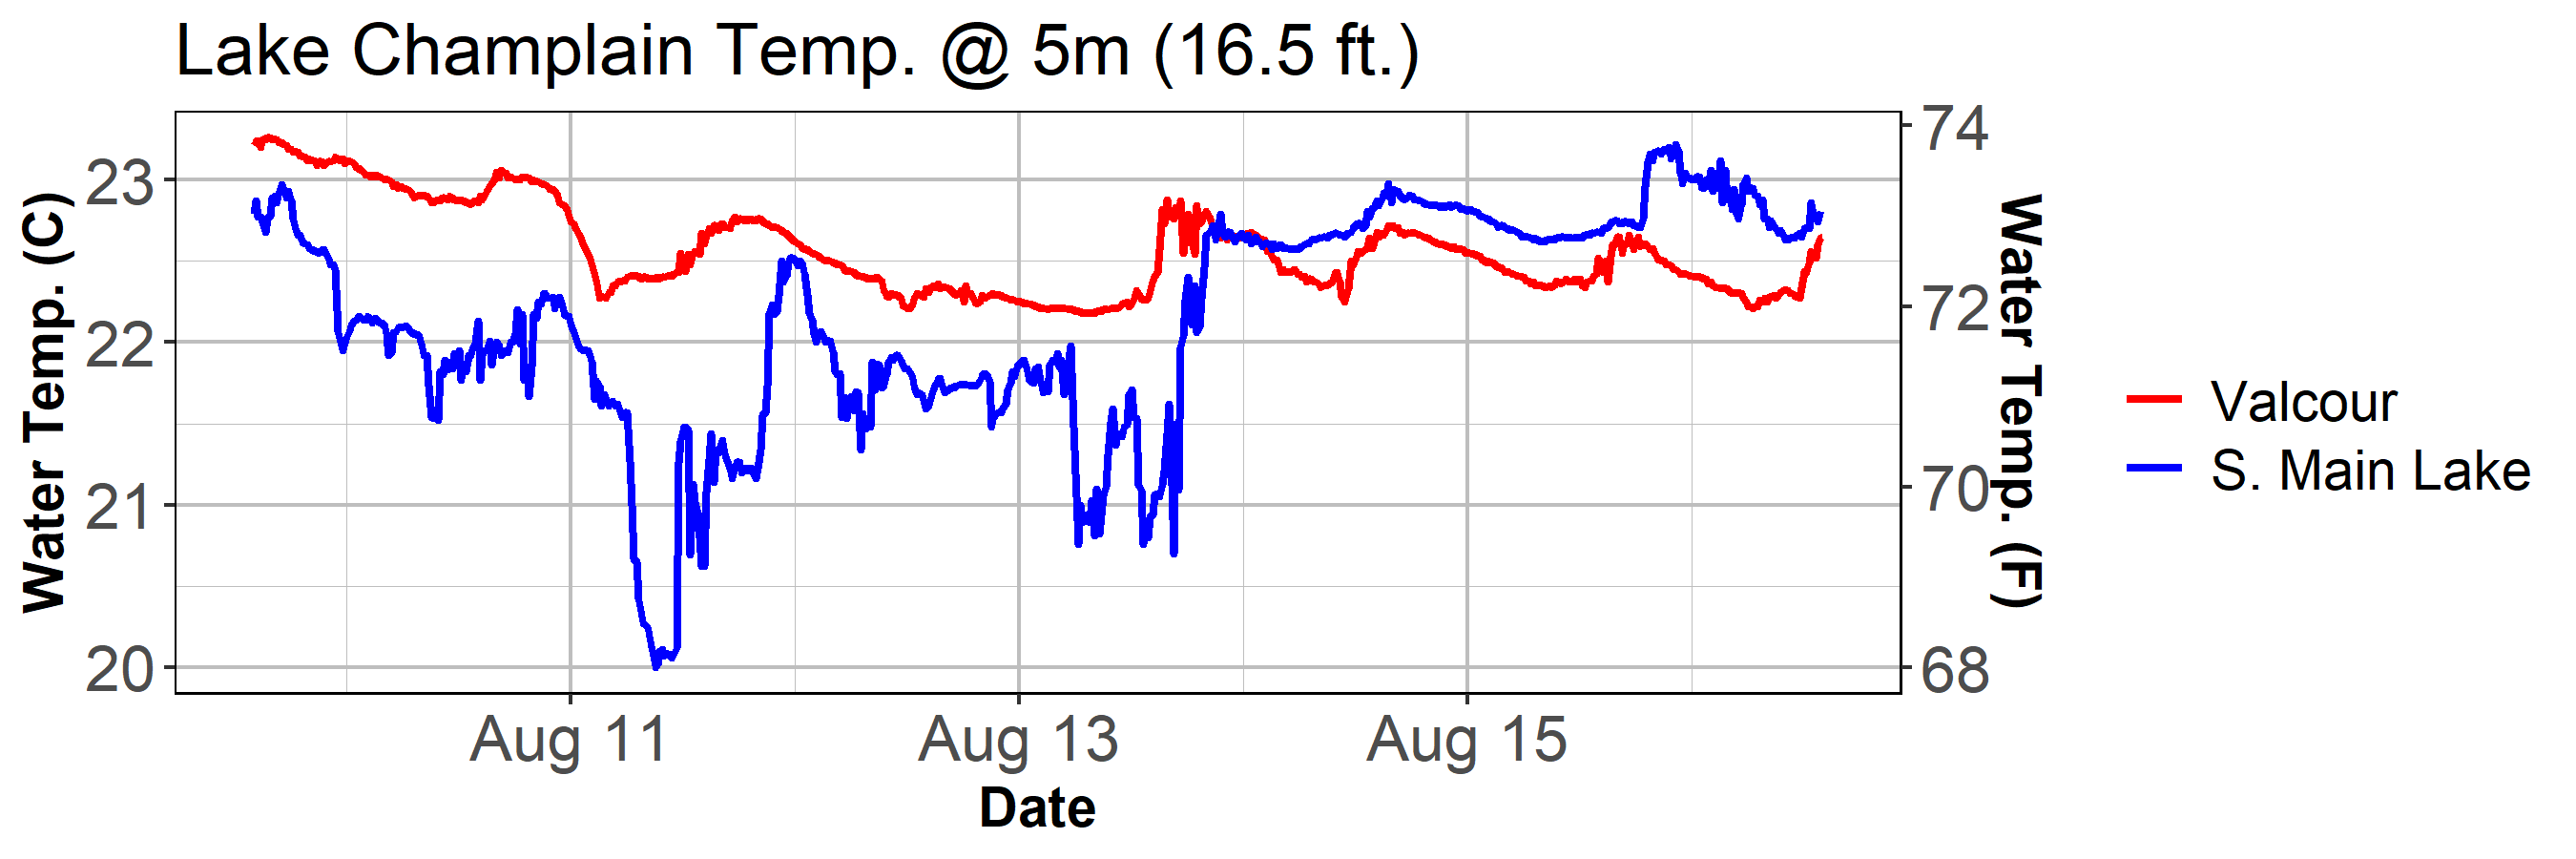 Lake Champlain Temp. @ 5m (16.5 ft.)
Water Temp. (C)
23
22
21
20
74
72
70
68
Water Temp. (F)
Aug 11
Aug 13
Aug 15
Date
Valcour
S. Main Lake